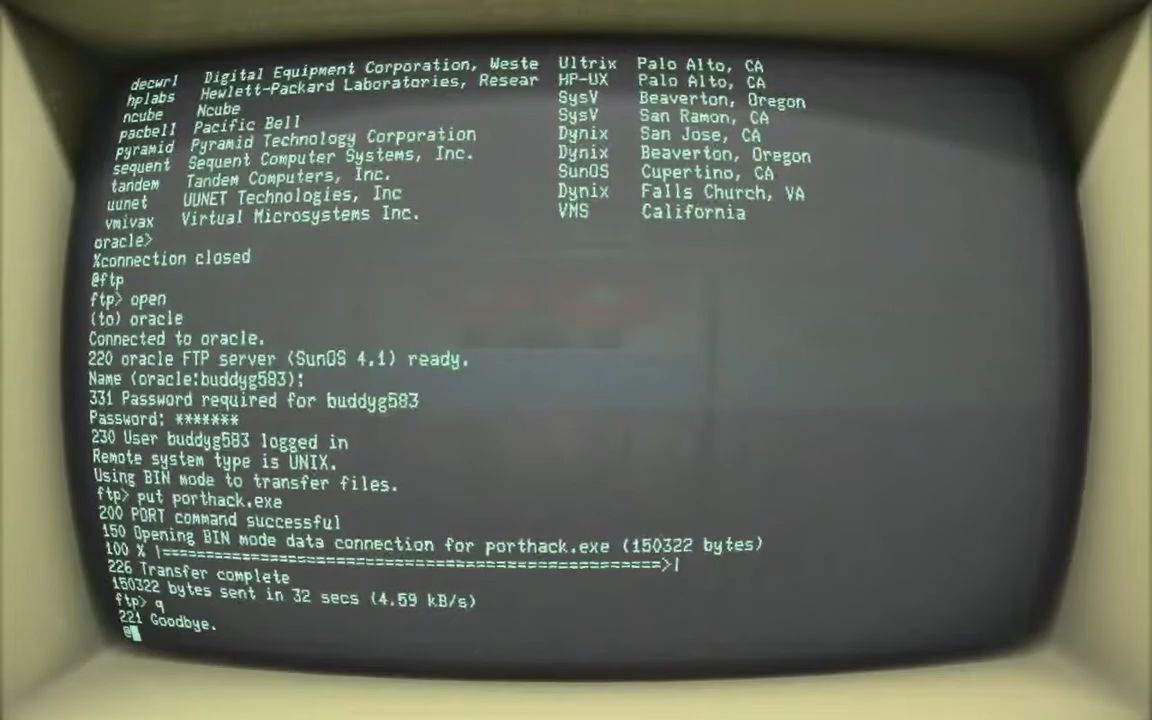 decwrl Digital Equipment Corporation, Weste Ultrix Palo Alto, CA
hplabs Hewlett-Packard Laboratories, Resear HP-UX Palo Alto, CA
ncube Ncube SysV Beaverton, Oregon
pacbell Pacific Bell SysV San Ramon, CA
pyramid Pyramid Technology Corporation Dynix San Jose, CA
sequent Sequent Computer Systems, Inc. Dynix Beaverton, Oregon
tandem Tandem Computers, Inc. SunOS Cupertino, CA
uunet UUNET Technologies, Inc Dynix Falls Church, VA
vmivax Virtual Microsystems Inc. VMS California
oracle>
%connection closed
@ftp
ftp> open
(to) oracle
Connected to oracle.
220 oracle FTP server (SunOS 4.1) ready.
Name (oracle:buddyg583):
331 Password required for buddyg583
Password: *******
230 User buddyg583 logged in
Remote system type is UNIX.
Using BIN mode to transfer files.
ftp> put porthack.exe
200 PORT command successful
150 Opening BIN mode data connection for porthack.exe (150322 bytes)
100 % |==========================================================>|
226 Transfer complete
150322 bytes sent in 32 secs (4.59 kB/s)
ftp> q
221 Goodbye.
@